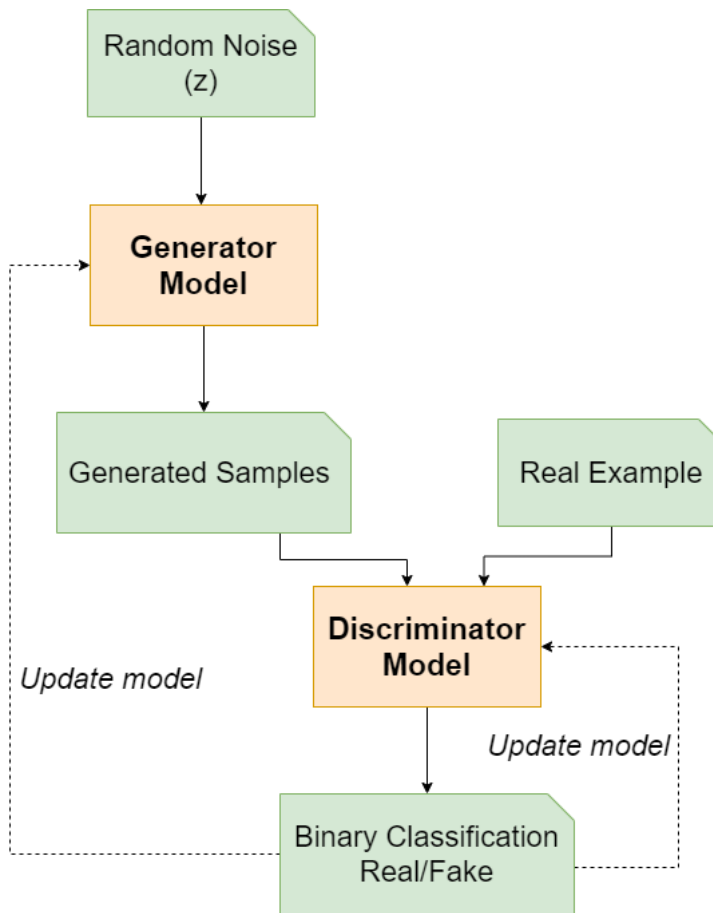 Random Noise
(z)
Generator
Model
Generated Samples
Real Example
Discriminator
Model
Update model
Update model
Binary Classification
Real/Fake